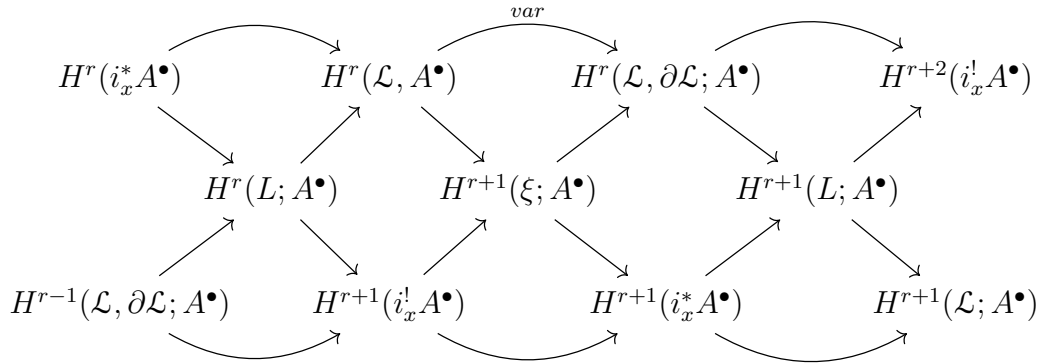 var
H^r(i_x^* A^•) H^r(ℒ, A^•) H^r(ℒ, ∂ℒ; A^•) H^{r+2}(i_x^! A^•)
H^r(L; A^•) H^{r+1}(ξ; A^•) H^{r+1}(L; A^•)
H^{r−1}(ℒ, ∂ℒ; A^•) H^{r+1}(i_x^! A^•) H^{r+1}(i_x^* A^•) H^{r+1}(ℒ; A^•)